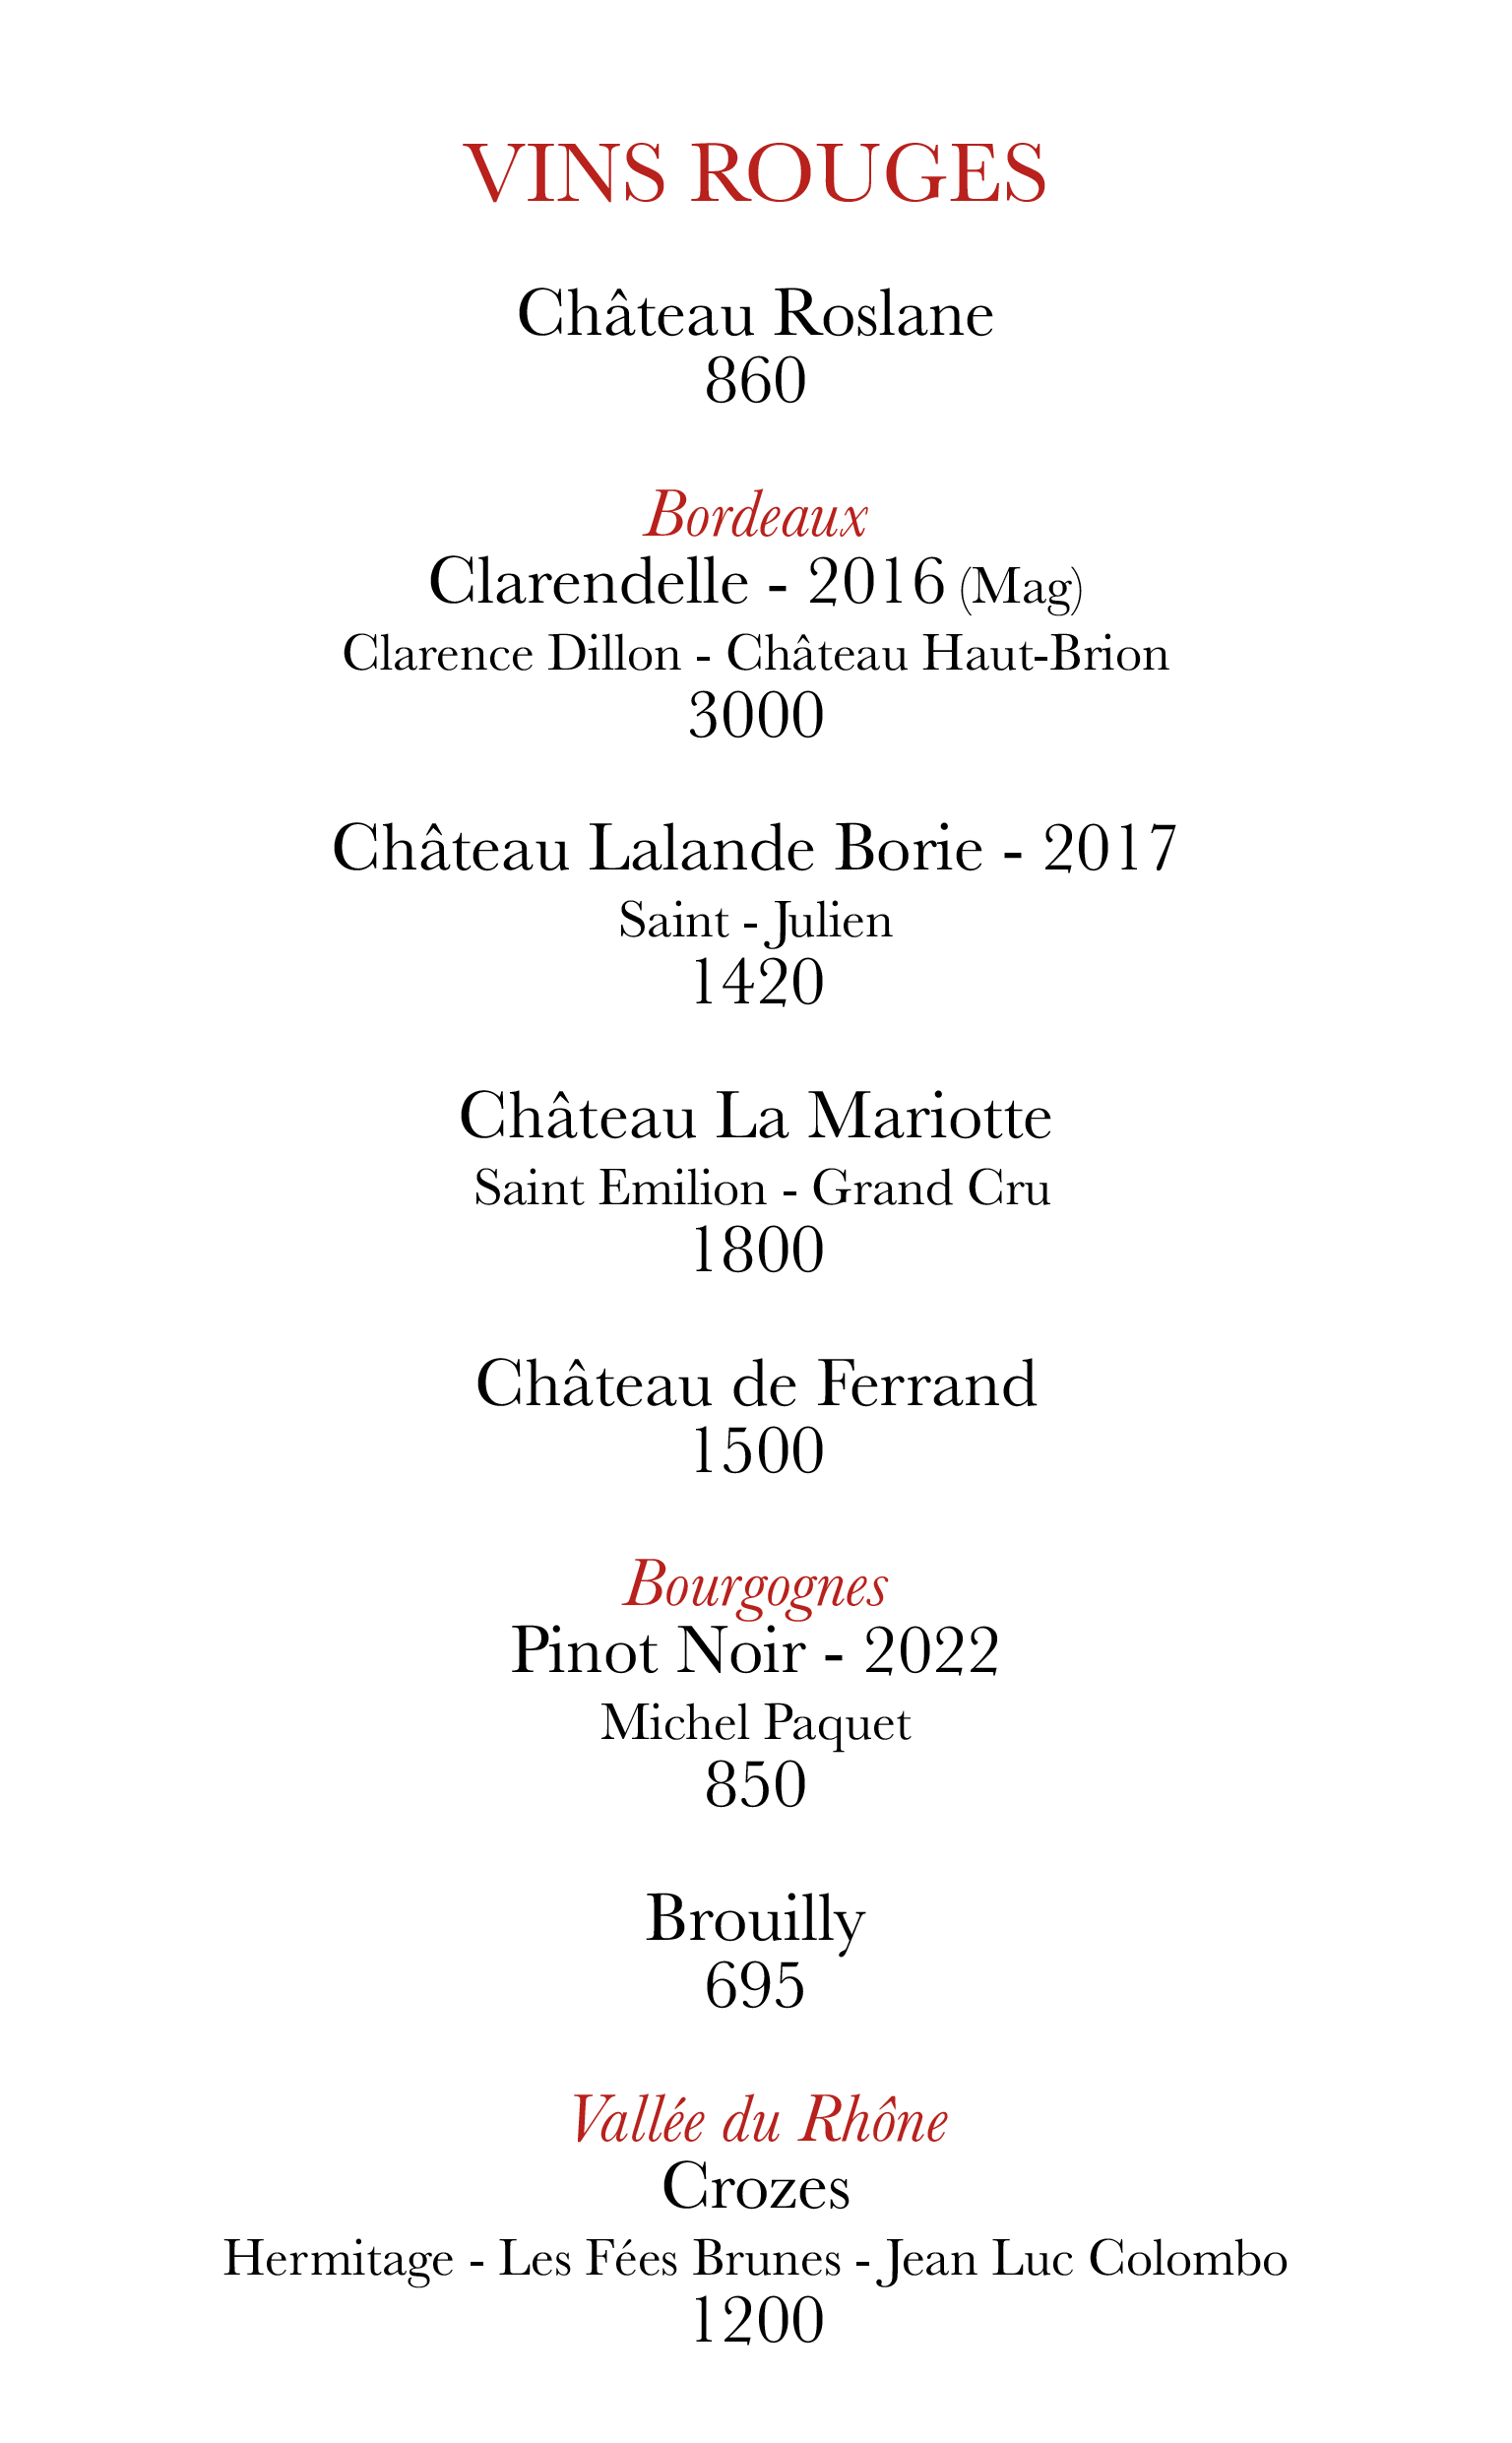 VINS ROUGES
Château Roslane
860
Bordeaux
Clarendelle - 2016 (Mag)
Clarence Dillon - Château Haut-Brion
3000
Château Lalande Borie - 2017
Saint - Julien
1420
Château La Mariotte
Saint Emilion - Grand Cru
1800
Château de Ferrand
1500
Bourgognes
Pinot Noir - 2022
Michel Paquet
850
Brouilly
695
Vallée du Rhône
Crozes
Hermitage - Les Fées Brunes - Jean Luc Colombo
1200